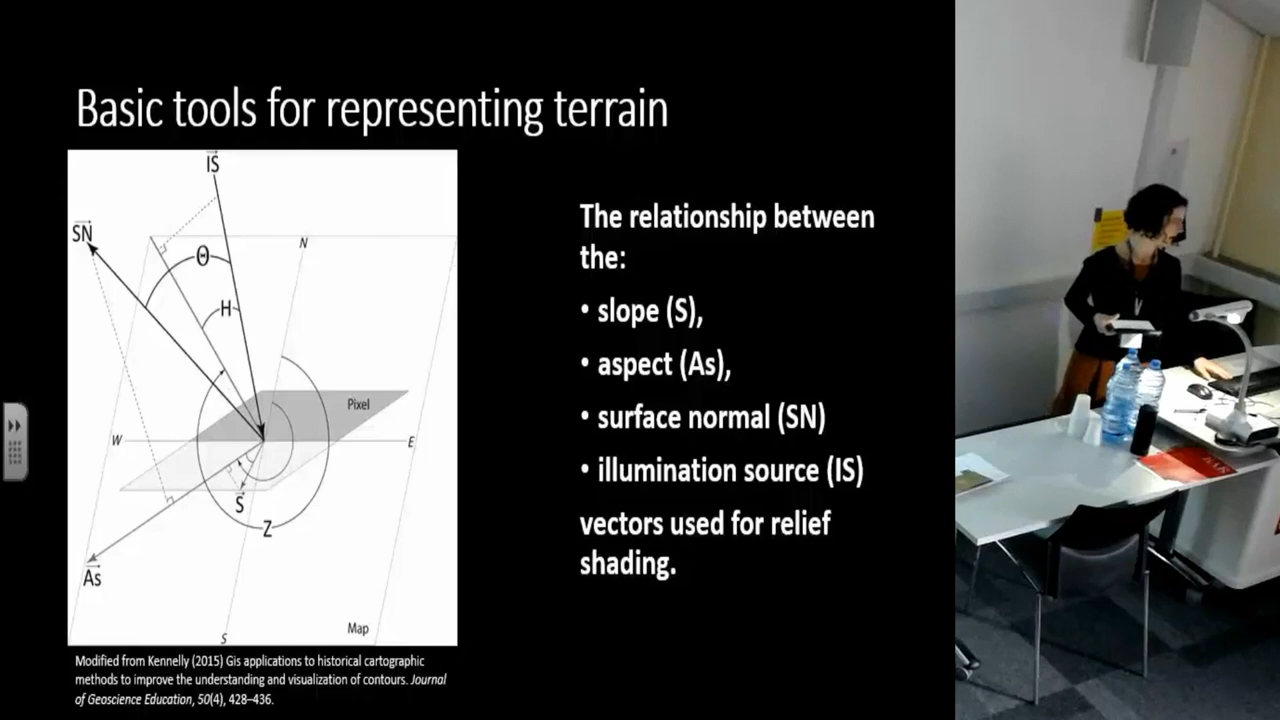 Basic tools for representing terrain
IS
SN
N
Θ
H
Pixel
W
E
S
Z
As
Map
S
The relationship between
the:
• slope (S),
• aspect (As),
• surface normal (SN)
• illumination source (IS)
vectors used for relief
shading.
Modified from Kennelly (2015) Gis applications to historical cartographic
methods to improve the understanding and visualization of contours. Journal
of Geoscience Education, 50(4), 428–436.
BAR